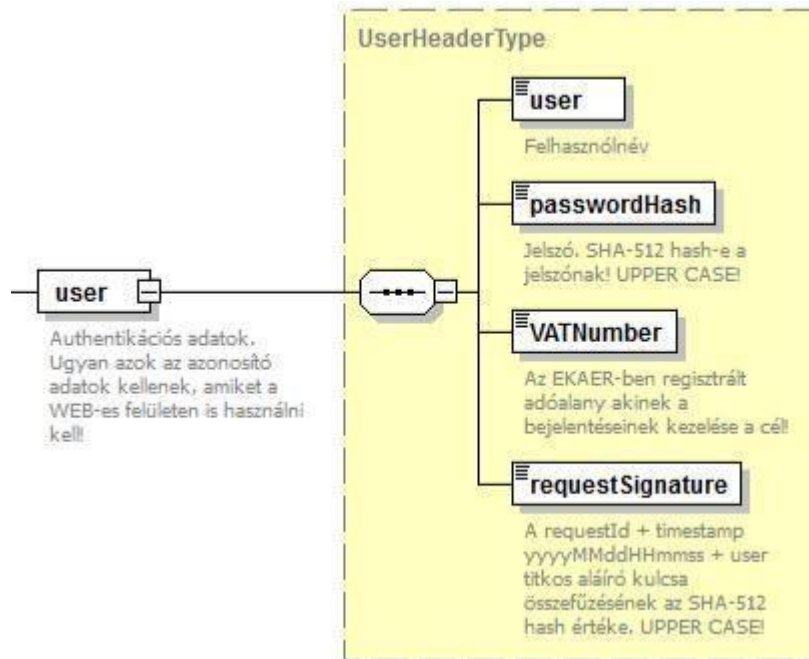 UserHeaderType
user
Felhasznólnév
passwordHash
Jelszó. SHA-512 hash-e a
jelszónak! UPPER CASE!
user
Authentikációs adatok.
Ugyan azok az azonosító
adatok kellenek, amiket a
WEB-es felületen is használni
kell!
VATNumber
Az EKAER-ben regisztrált
adóalany akinek a
bejelentéseinek kezelése a cél!
requestSignature
A requestId + timestamp
yyyyMMddHHmmss + user
titkos aláíró kulcsa
összefűzésének az SHA-512
hash értéke. UPPER CASE!